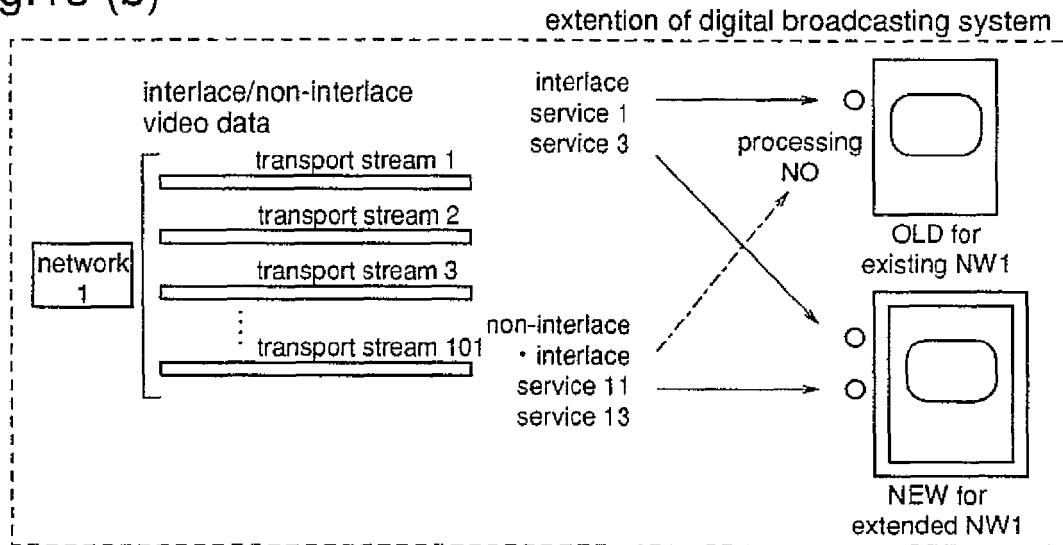 extention of digital broadcasting system
interlace/non-interlace
video data
transport stream 1
transport stream 2
transport stream 3
transport stream 101
network
1
interlace
service 1
service 3
processing
NO
non-interlace
・interlace
service 11
service 13
OLD for
existing NW1
NEW for
extended NW1